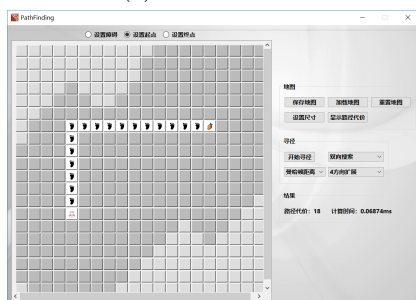 PathFinding
设置障碍 设置起点 设置终点
地图
保存地图 加载地图 重置地图
设置尺寸 显示路径代价
寻径
开始寻径 双向搜索
曼哈顿距离 4方向扩展
结果
路径代价：18 计算时间：0.06874ms